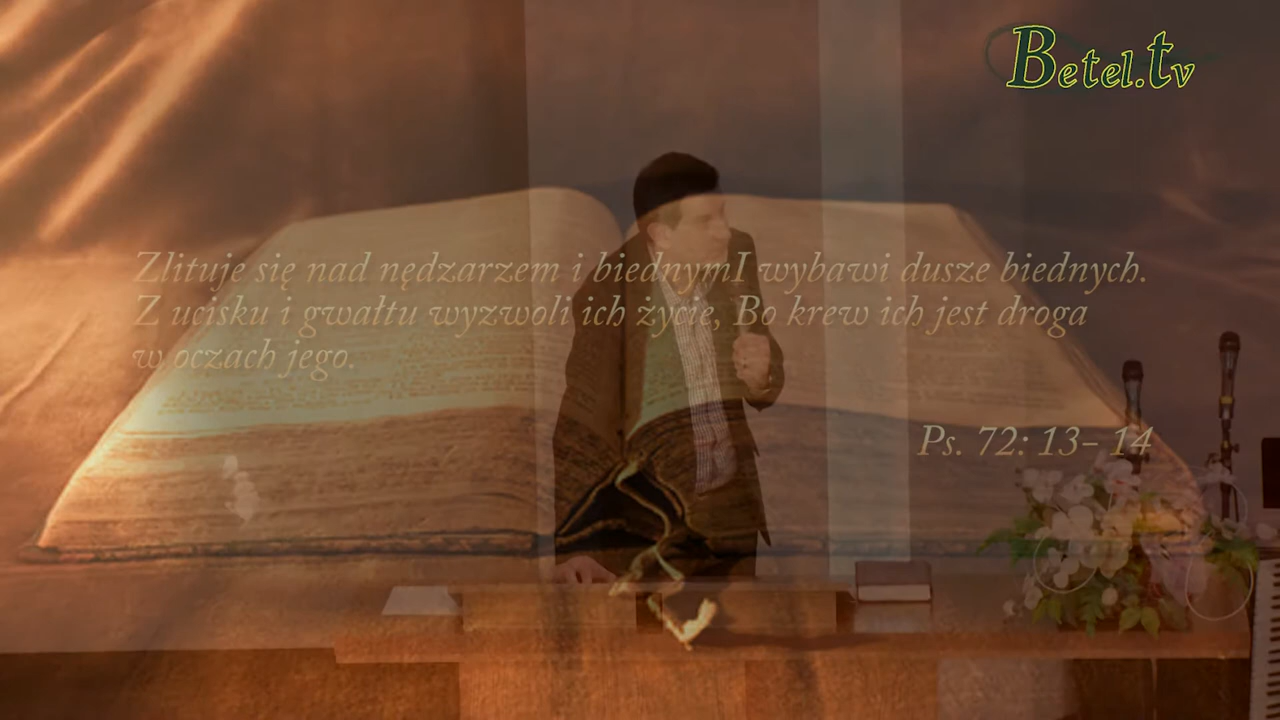 Betel.tv
Zlituje się nad nędzarzem i biednymI wybawi dusze biednych.
Z ucisku i gwałtu wyzwoli ich życie, Bo krew ich jest droga
w oczach jego.
Ps. 72: 13– 14